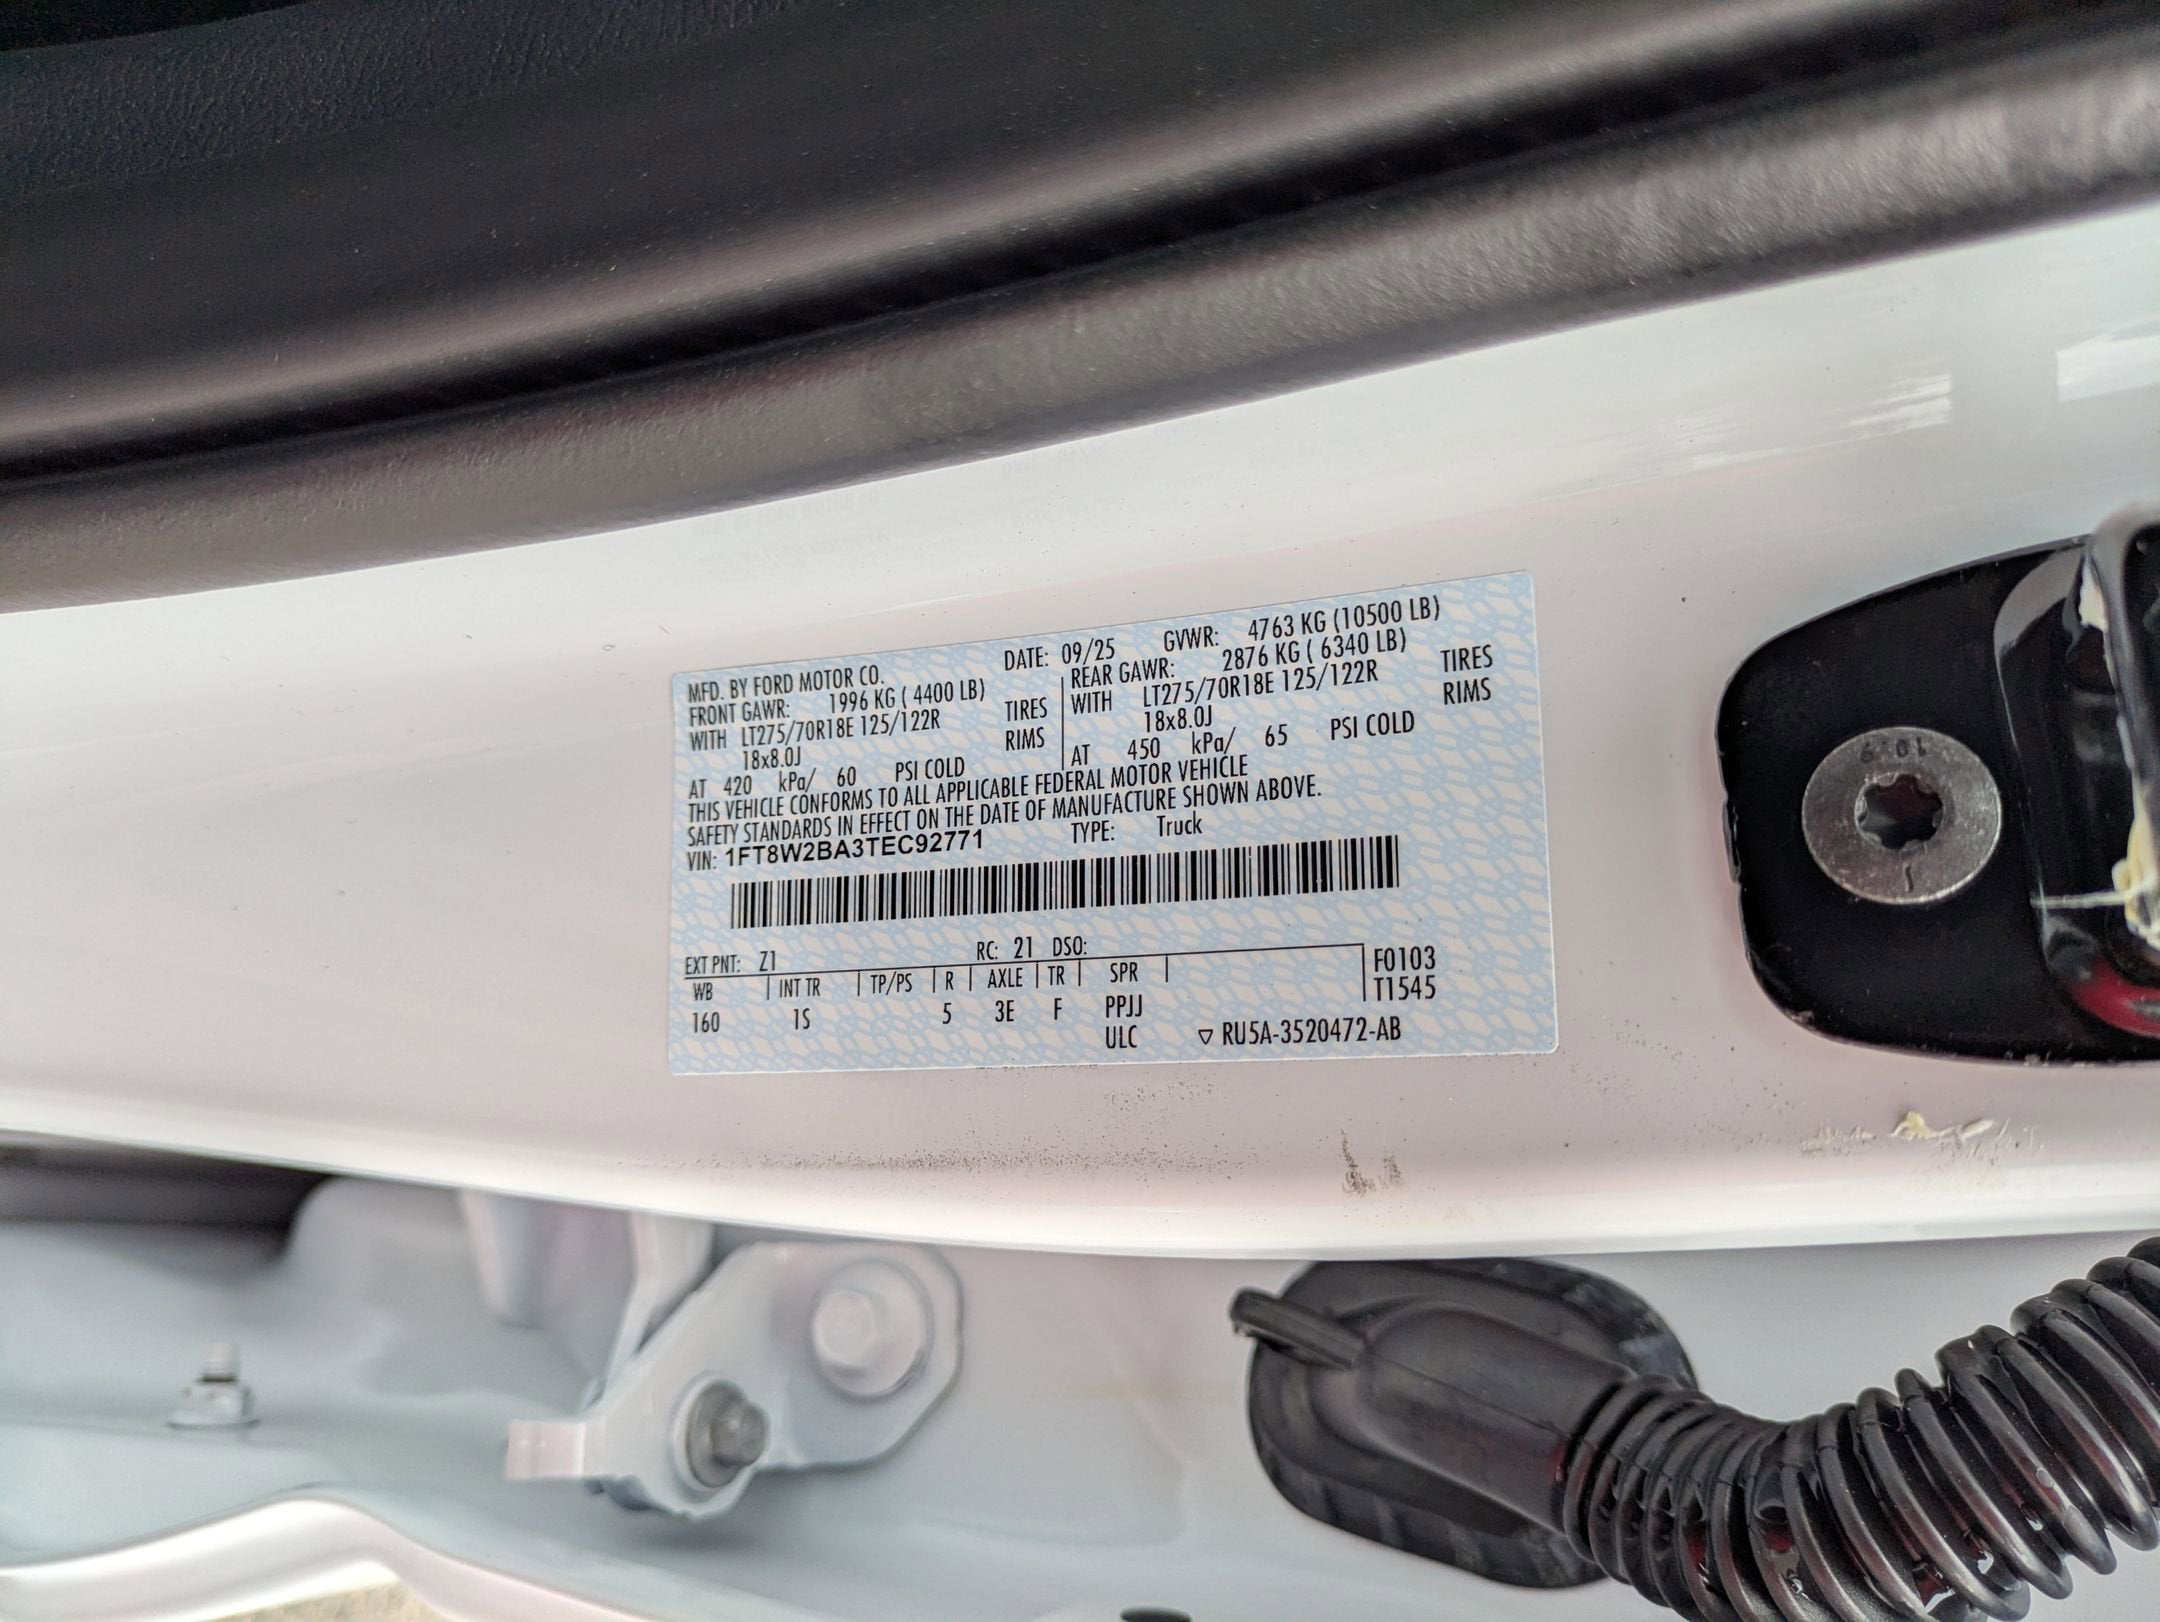 MFD. BY FORD MOTOR CO. DATE: 09/25 GVWR: 4763 KG (10500 LB)
FRONT GAWR: 1996 KG ( 4400 LB) REAR GAWR: 2876 KG ( 6340 LB)
WITH LT275/70R18E 125/122R TIRES WITH LT275/70R18E 125/122R TIRES
18x8.0J RIMS 18x8.0J RIMS
AT 420 kPa/ 60 PSI COLD AT 450 kPa/ 65 PSI COLD
THIS VEHICLE CONFORMS TO ALL APPLICABLE FEDERAL MOTOR VEHICLE
SAFETY STANDARDS IN EFFECT ON THE DATE OF MANUFACTURE SHOWN ABOVE.
VIN: 1FT8W2BA3TEC92771 TYPE: Truck
EXT PNT: Z1 RC: 21 DSO: F0103
WB INT TR TP/PS R AXLE TR SPR T1545
160 1S 5 3E F PPJJ
ULC ▽ RU5A-3520472-AB
10.9